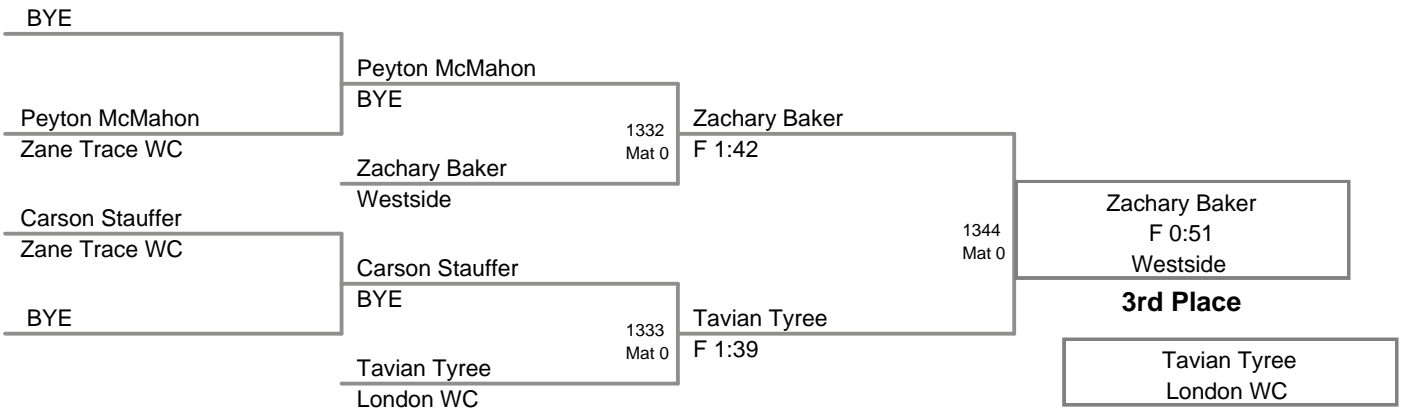 BYE
Peyton McMahon
BYE
Peyton McMahon
Zane Trace WC
1332
Mat 0
Zachary Baker
F 1:42
Zachary Baker
Westside
Carson Stauffer
Zane Trace WC
1344
Mat 0
Zachary Baker
F 0:51
Westside
Carson Stauffer
BYE
3rd Place
BYE
1333
Mat 0
Tavian Tyree
F 1:39
Tavian Tyree
London WC
Tavian Tyree
London WC